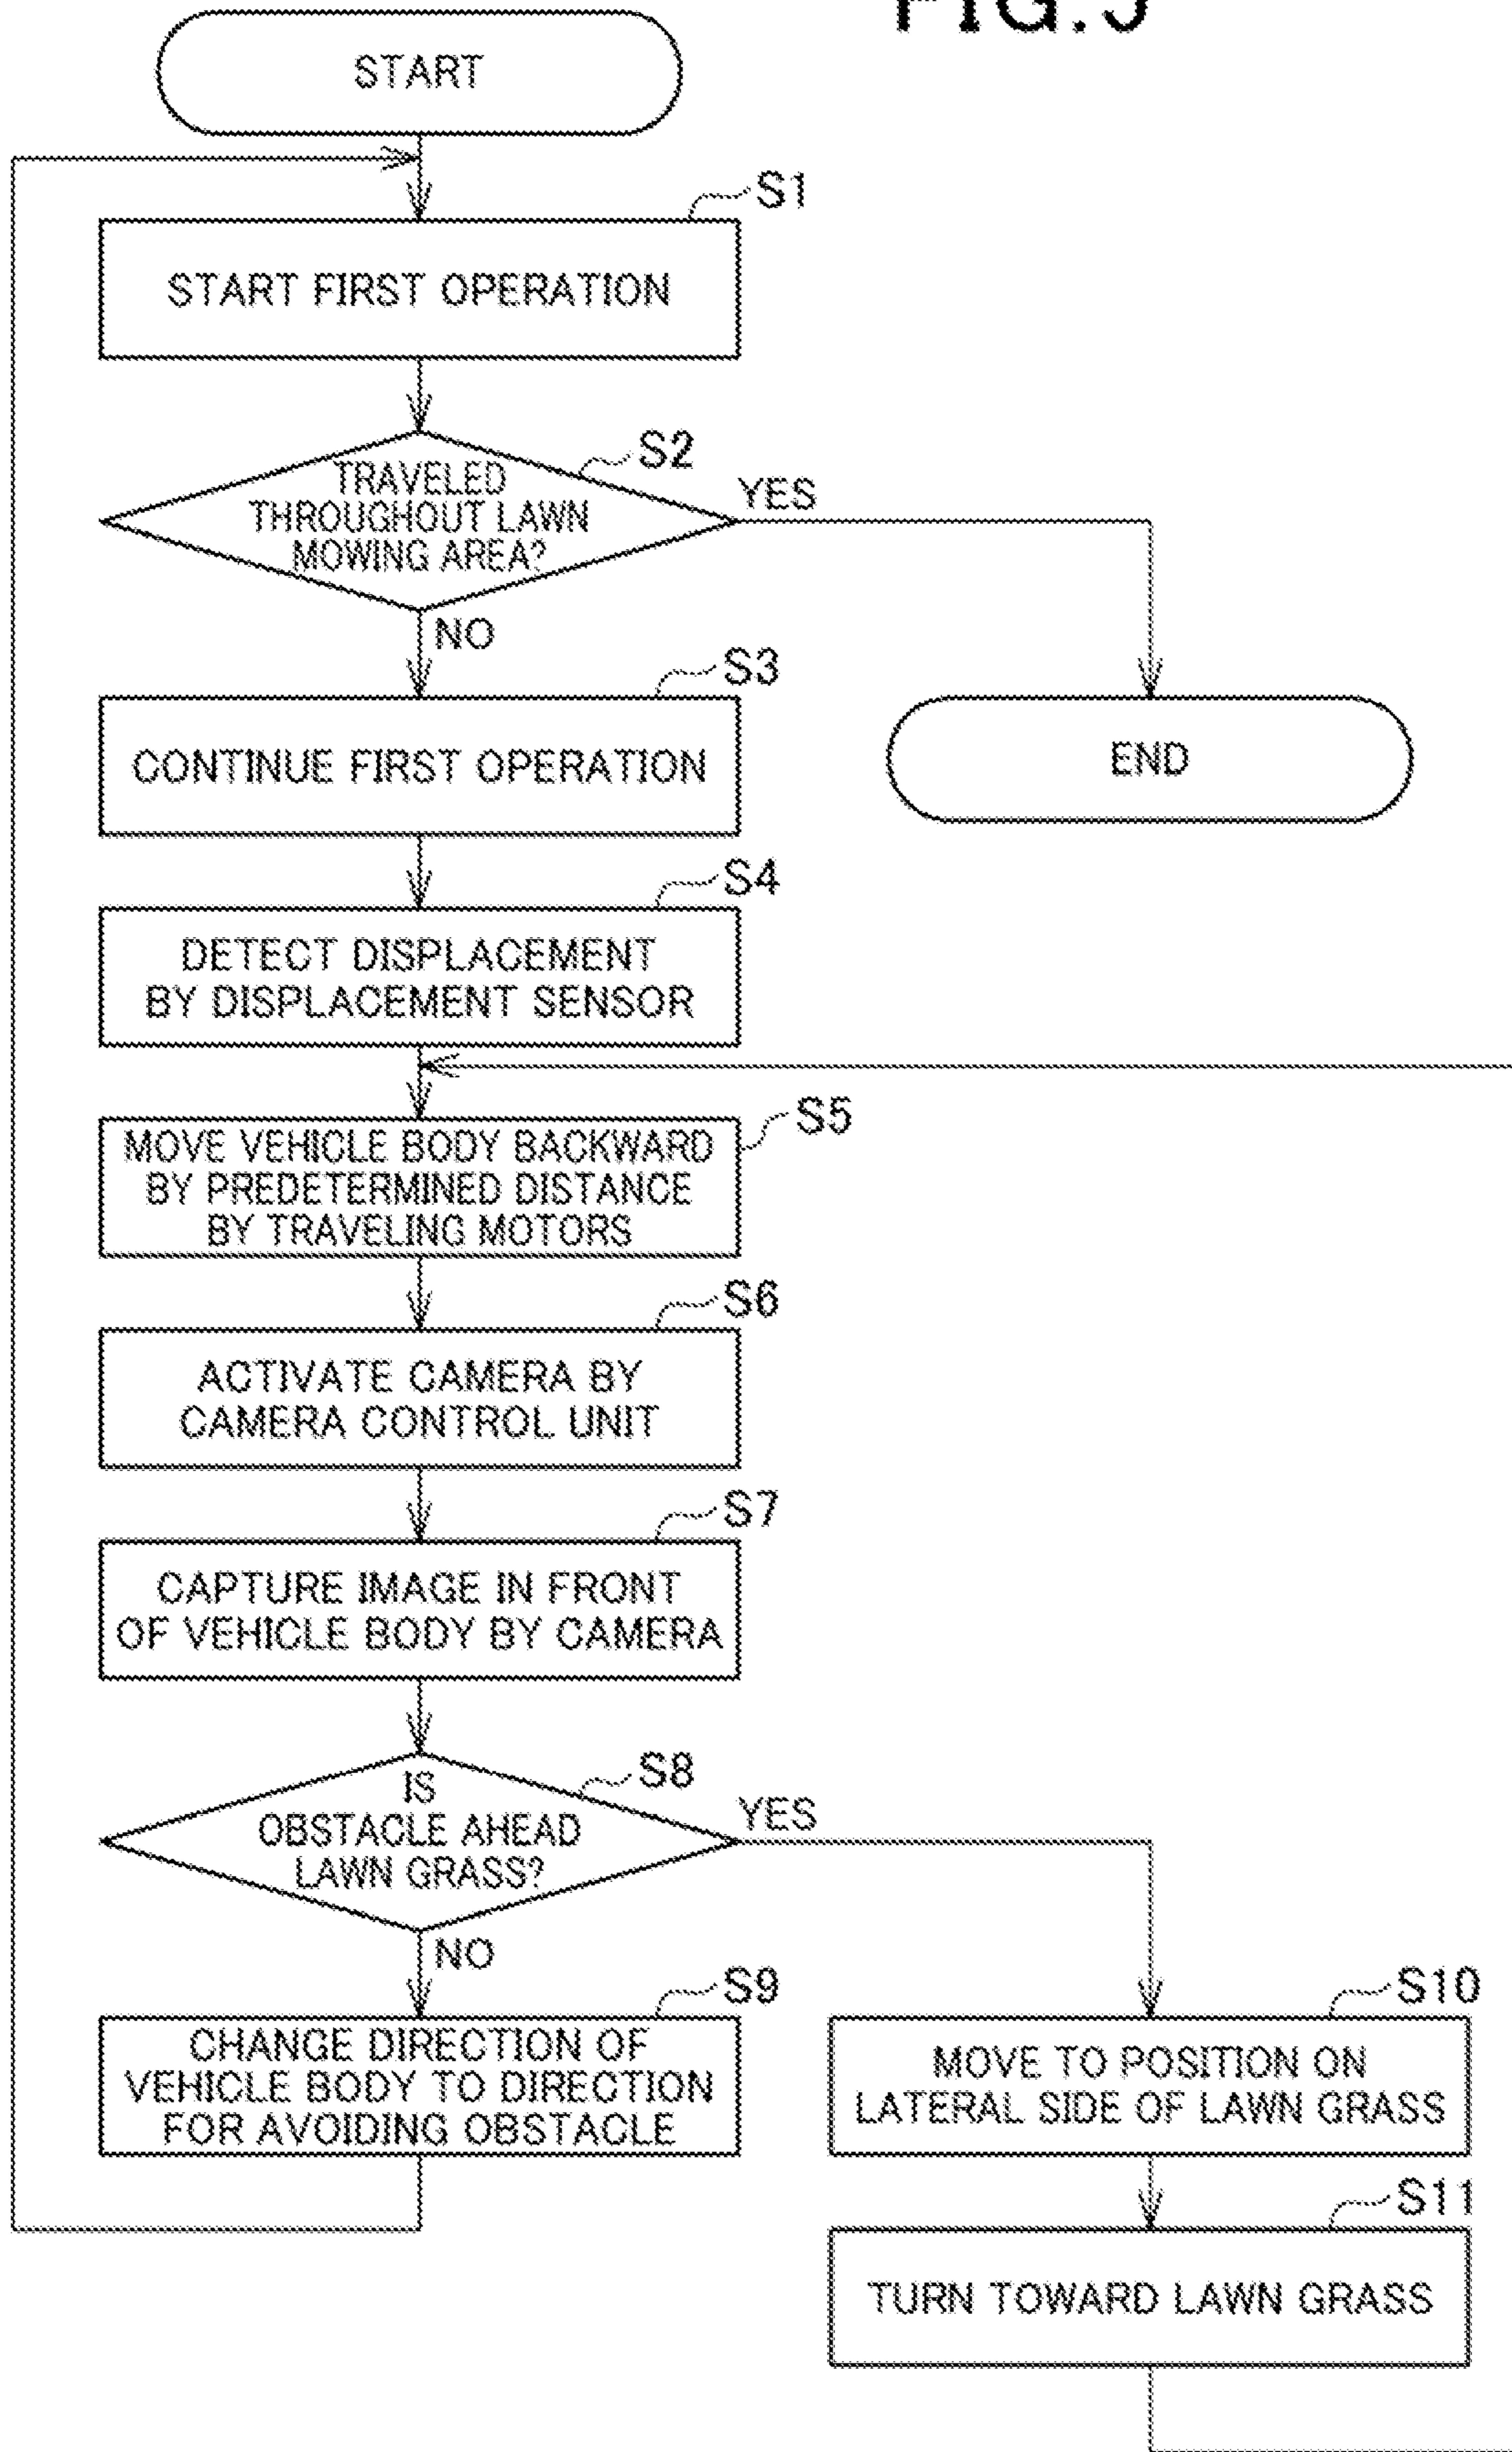 START
S1
START FIRST OPERATION
S2
TRAVELED
THROUGHOUT LAWN
MOWING AREA?
YES
NO
S3
CONTINUE FIRST OPERATION
END
S4
DETECT DISPLACEMENT
BY DISPLACEMENT SENSOR
S5
MOVE VEHICLE BODY BACKWARD
BY PREDETERMINED DISTANCE
BY TRAVELING MOTORS
S6
ACTIVATE CAMERA BY
CAMERA CONTROL UNIT
S7
CAPTURE IMAGE IN FRONT
OF VEHICLE BODY BY CAMERA
S8
IS
OBSTACLE AHEAD
LAWN GRASS?
YES
NO
S9
CHANGE DIRECTION OF
VEHICLE BODY TO DIRECTION
FOR AVOIDING OBSTACLE
S10
MOVE TO POSITION ON
LATERAL SIDE OF LAWN GRASS
S11
TURN TOWARD LAWN GRASS